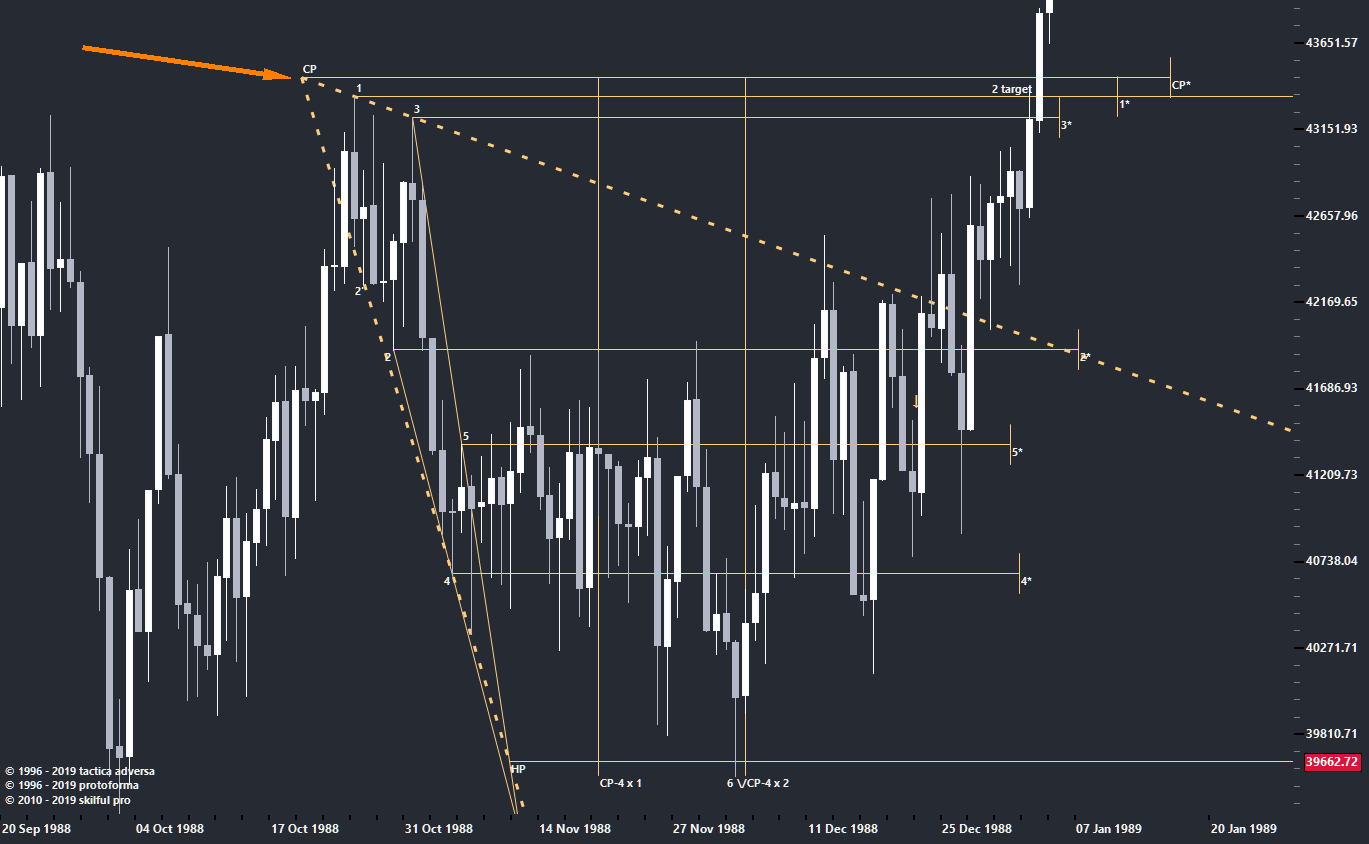 43651.57
CP
2 target
CP*
1
1*
3
3*
43151.93
42657.96
2'
42169.65
2
2*
41686.93
5
5*
41209.73
4
4*
40738.04
40271.71
39810.71
HP
39662.72
CP-4 x 1
6 \/CP-4 x 2
© 1996 - 2019 tactica adversa
© 1996 - 2019 protoforma
© 2010 - 2019 skilful pro
20 Sep 1988
04 Oct 1988
17 Oct 1988
31 Oct 1988
14 Nov 1988
27 Nov 1988
11 Dec 1988
25 Dec 1988
07 Jan 1989
20 Jan 1989